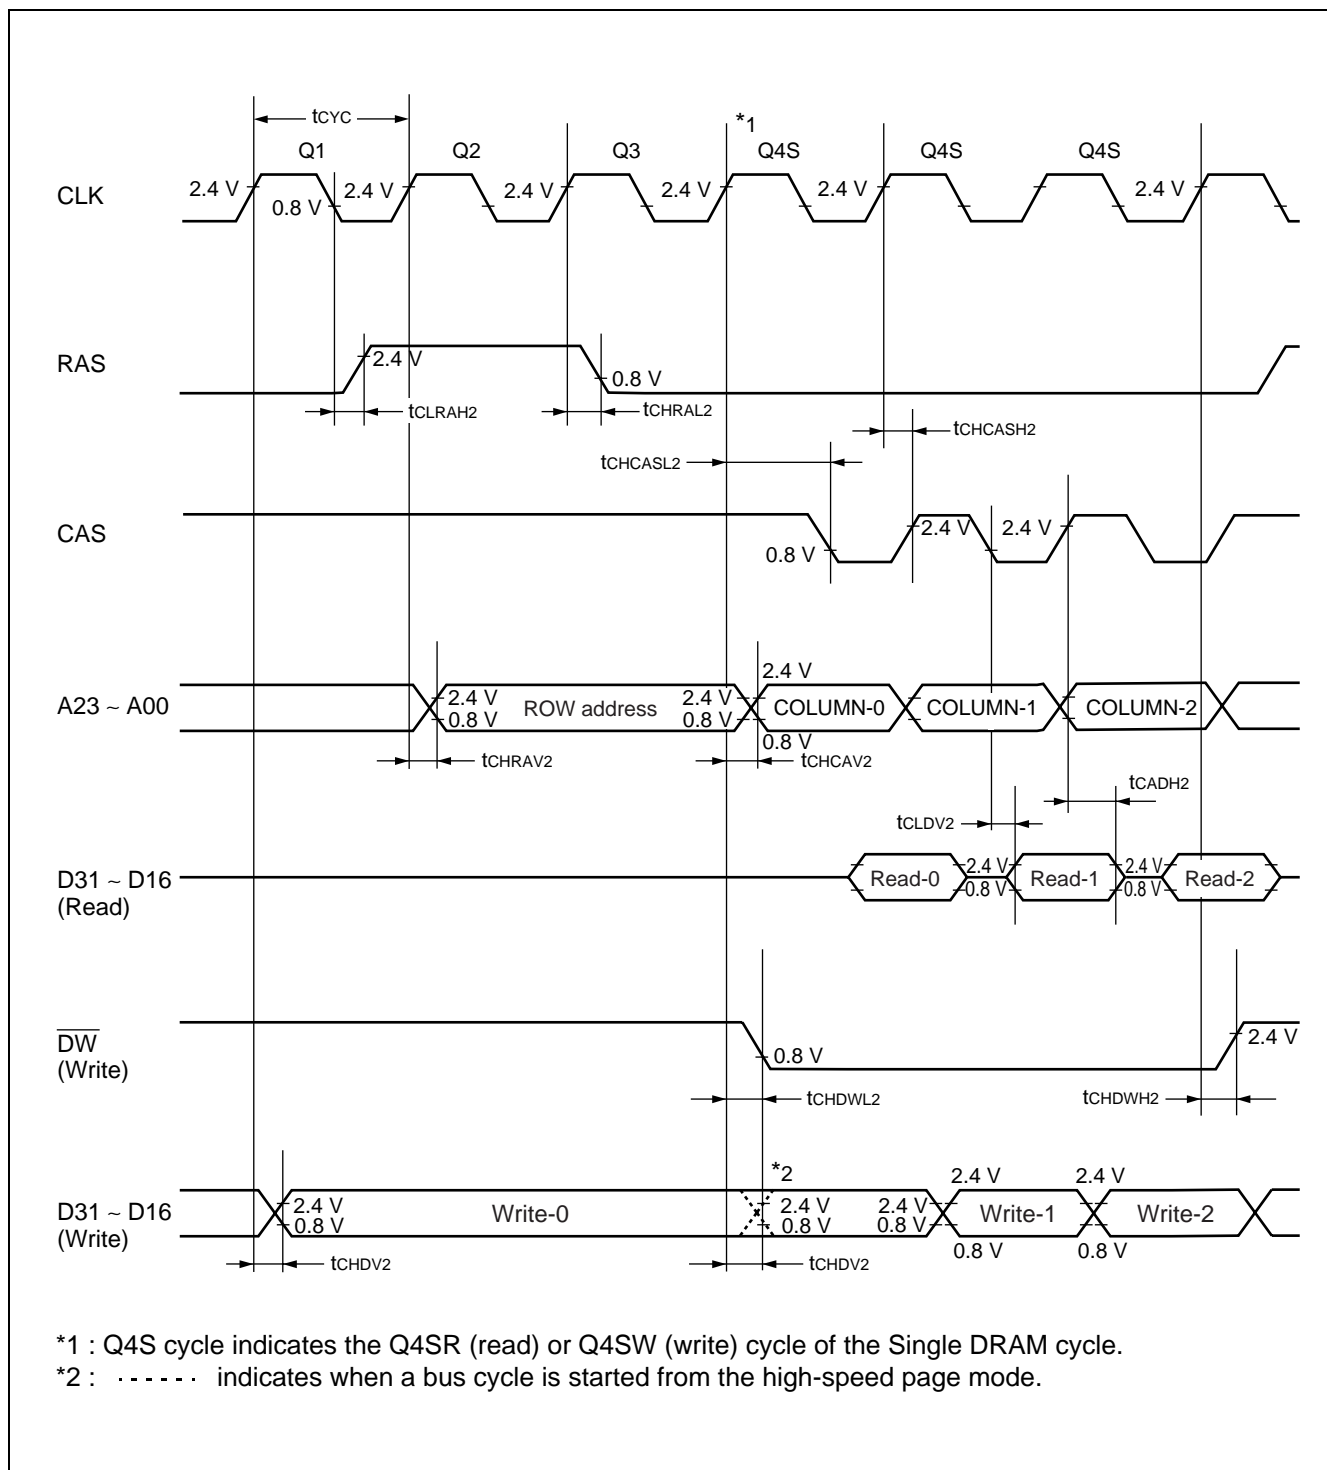 tCYC
*1
Q1 Q2 Q3 Q4S Q4S Q4S
CLK 2.4 V 0.8 V 2.4 V 2.4 V 2.4 V 2.4 V 2.4 V
RAS 2.4 V 0.8 V
tCLRAH2 tCHRAL2 tCHCASH2
tCHCASL2
CAS 0.8 V 2.4 V 2.4 V
2.4 V
A23 ~ A00 2.4 V 0.8 V ROW address 2.4 V 0.8 V COLUMN-0 COLUMN-1 COLUMN-2
0.8 V
tCHRAV2 tCHCAV2
tCADH2
tCLDV2
D31 ~ D16 Read-0 2.4 V 0.8 V Read-1 2.4 V 0.8 V Read-2
(Read)
DW 0.8 V 2.4 V
(Write)
tCHDWL2 tCHDWH2
*2 2.4 V 2.4 V
D31 ~ D16 2.4 V 0.8 V Write-0 2.4 V 0.8 V 2.4 V 0.8 V Write-1 Write-2
(Write) 0.8 V 0.8 V
tCHDV2 tCHDV2
*1 : Q4S cycle indicates the Q4SR (read) or Q4SW (write) cycle of the Single DRAM cycle.
*2 : ------ indicates when a bus cycle is started from the high-speed page mode.